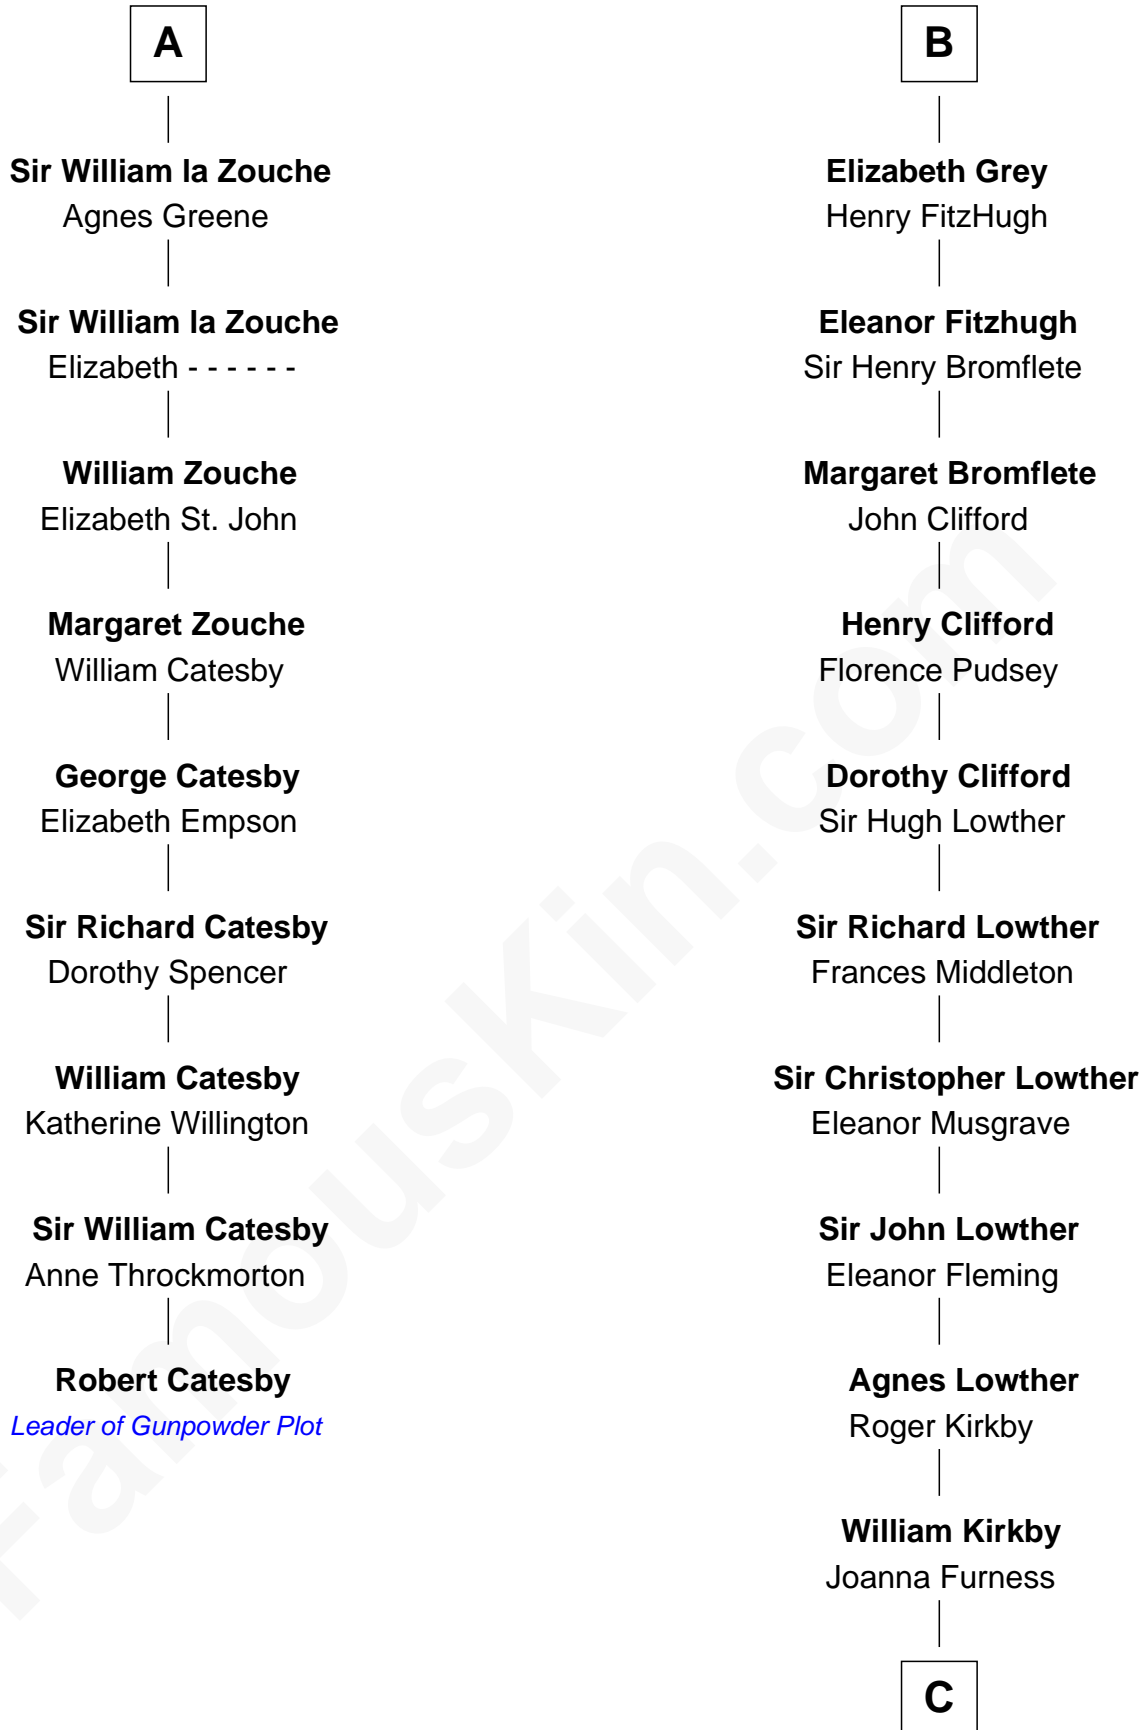 A
Sir William la Zouche
Agnes Greene
Sir William la Zouche
Elizabeth - - - - - -
William Zouche
Elizabeth St. John
Margaret Zouche
William Catesby
George Catesby
Elizabeth Empson
Sir Richard Catesby
Dorothy Spencer
William Catesby
Katherine Willington
Sir William Catesby
Anne Throckmorton
Robert Catesby
Leader of Gunpowder Plot
B
Elizabeth Grey
Henry FitzHugh
Eleanor Fitzhugh
Sir Henry Bromflete
Margaret Bromflete
John Clifford
Henry Clifford
Florence Pudsey
Dorothy Clifford
Sir Hugh Lowther
Sir Richard Lowther
Frances Middleton
Sir Christopher Lowther
Eleanor Musgrave
Sir John Lowther
Eleanor Fleming
Agnes Lowther
Roger Kirkby
William Kirkby
Joanna Furness
C
FamousKin.com